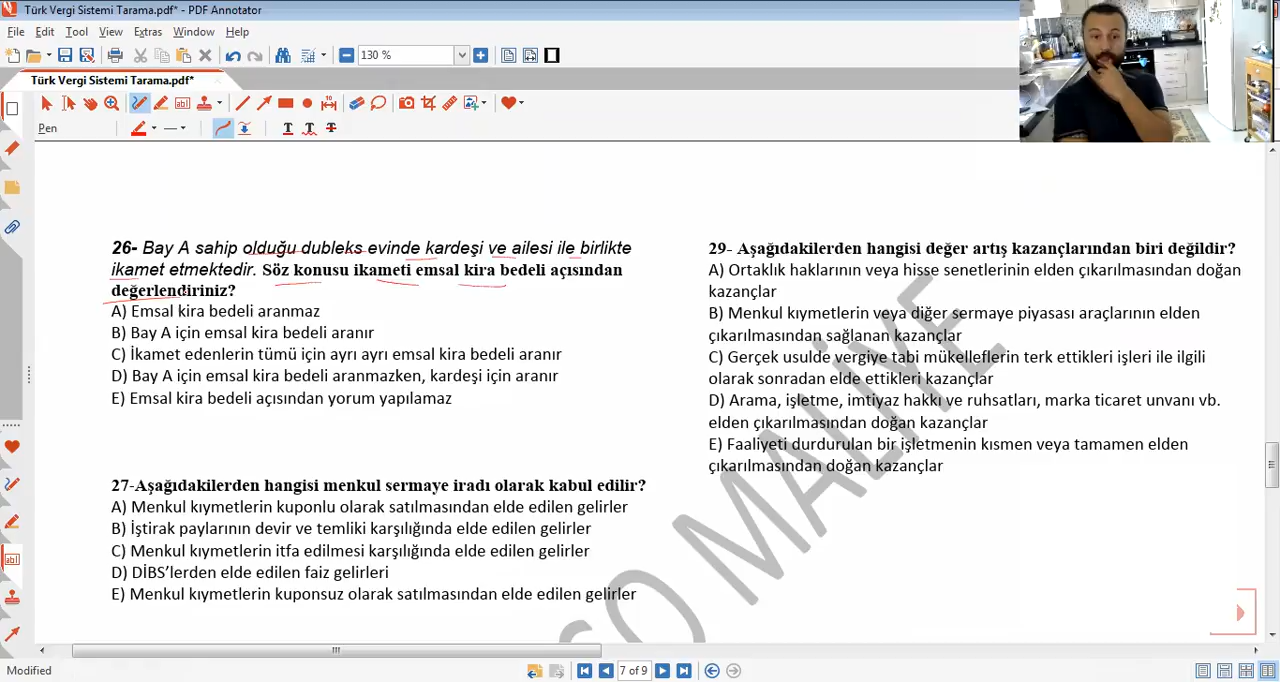 Türk Vergi Sistemi Tarama.pdf* - PDF Annotator
File Edit Tool View Extras Window Help
130 %
Türk Vergi Sistemi Tarama.pdf*
Pen
26- Bay A sahip olduğu dubleks evinde kardeşi ve ailesi ile birlikte
ikamet etmektedir. Söz konusu ikameti emsal kira bedeli açısından
değerlendiriniz?
A) Emsal kira bedeli aranmaz
B) Bay A için emsal kira bedeli aranır
C) İkamet edenlerin tümü için ayrı ayrı emsal kira bedeli aranır
D) Bay A için emsal kira bedeli aranmazken, kardeşi için aranır
E) Emsal kira bedeli açısından yorum yapılamaz
27-Aşağıdakilerden hangisi menkul sermaye iradı olarak kabul edilir?
A) Menkul kıymetlerin kuponlu olarak satılmasından elde edilen gelirler
B) İştirak paylarının devir ve temliki karşılığında elde edilen gelirler
C) Menkul kıymetlerin itfa edilmesi karşılığında elde edilen gelirler
D) DİBS’lerden elde edilen faiz gelirleri
E) Menkul kıymetlerin kuponsuz olarak satılmasından elde edilen gelirler
29- Aşağıdakilerden hangisi değer artış kazançlarından biri değildir?
A) Ortaklık haklarının veya hisse senetlerinin elden çıkarılmasından doğan
kazançlar
B) Menkul kıymetlerin veya diğer sermaye piyasası araçlarının elden
çıkarılmasından sağlanan kazançlar
C) Gerçek usulde vergiye tabi mükelleflerin terk ettikleri işleri ile ilgili
olarak sonradan elde ettikleri kazançlar
D) Arama, işletme, imtiyaz hakkı ve ruhsatları, marka ticaret unvanı vb.
elden çıkarılmasından doğan kazançlar
E) Faaliyeti durdurulan bir işletmenin kısmen veya tamamen elden
çıkarılmasından doğan kazançlar
SO MALİYE
Modified
7 of 9